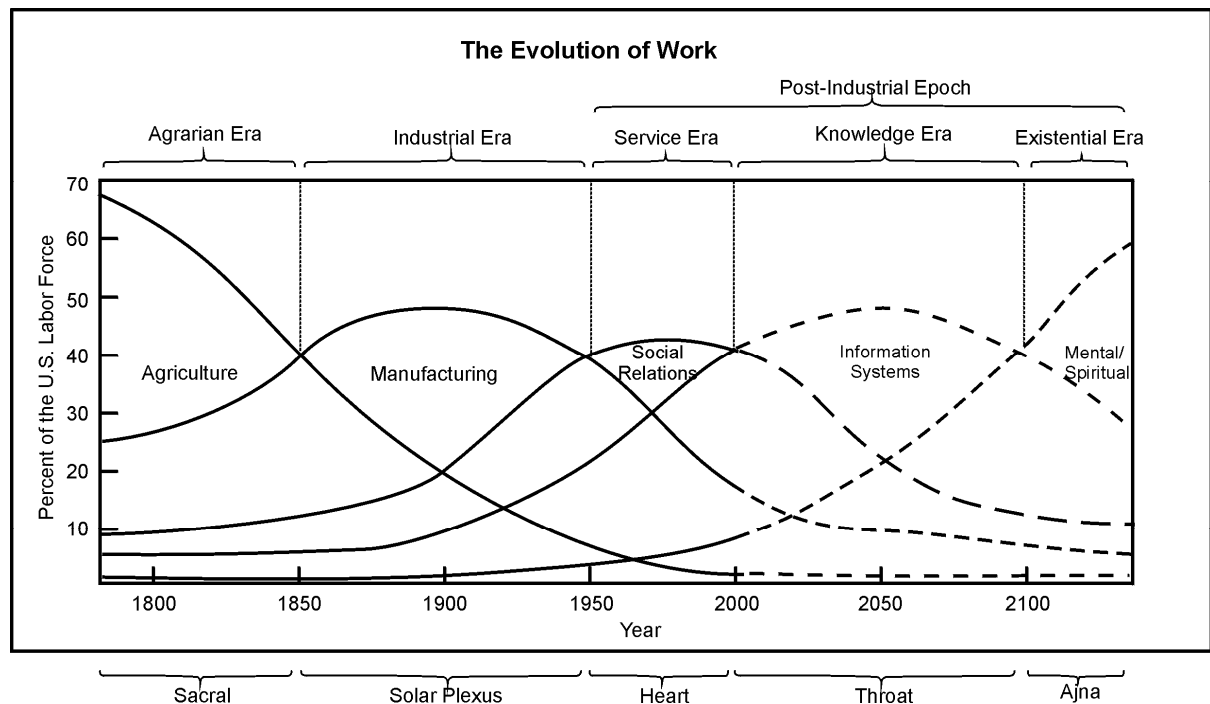 The Evolution of Work
Post-Industrial Epoch
Agrarian Era
Industrial Era
Service Era
Knowledge Era
Existential Era
Percent of the U.S. Labor Force
70
60
50
40
30
20
10
Agriculture
Manufacturing
Social
Relations
Information
Systems
Mental/
Spiritual
1800
1850
1900
1950
2000
2050
2100
Year
Sacral
Solar Plexus
Heart
Throat
Ajna